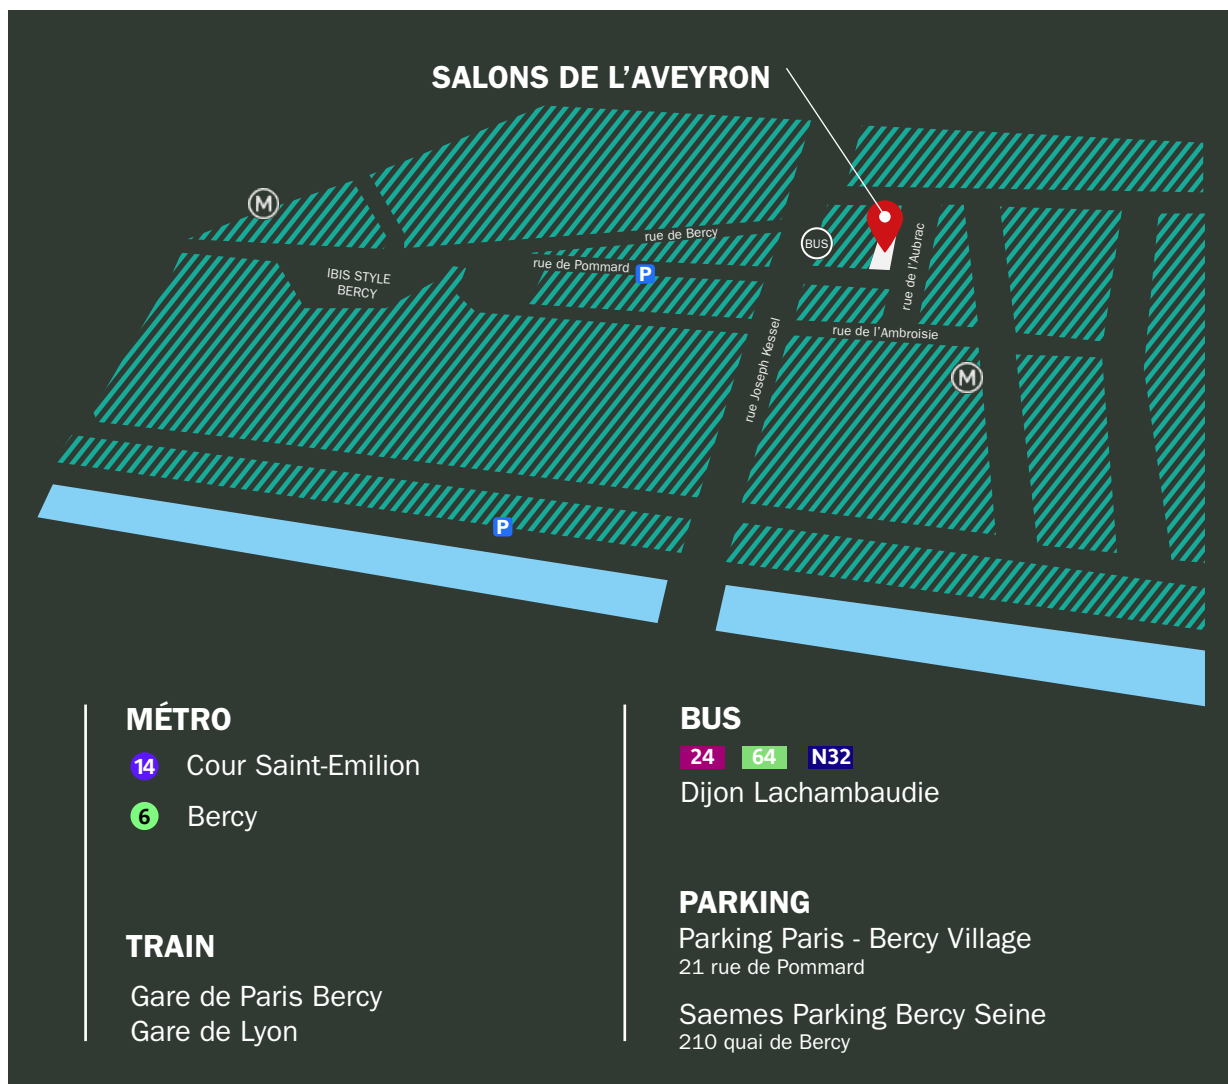 SALONS DE L’AVEYRON
M
rue de Bercy
BUS
rue de l’Aubrac
rue de Pommard
P
IBIS STYLE
BERCY
rue de l’Ambroisie
rue Joseph Kessel
M
P
MÉTRO
14 Cour Saint-Emilion
6 Bercy
TRAIN
Gare de Paris Bercy
Gare de Lyon
BUS
24 64 N32
Dijon Lachambaudie
PARKING
Parking Paris - Bercy Village
21 rue de Pommard
Saemes Parking Bercy Seine
210 quai de Bercy